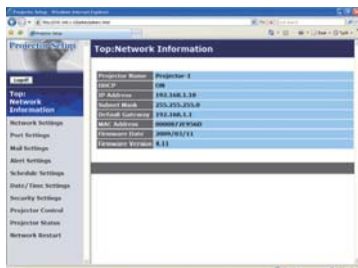 Projector Setup
Logoff
Top:
Network
Information
Network Settings
Port Settings
Mail Settings
Alert Settings
Schedule Settings
Date/Time Settings
Security Settings
Projector Control
Projector Status
Network Restart
Top:Network Information
Projector Name Projector-1
DHCP ON
IP Address 192.168.1.10
Subnet Mask 255.255.255.0
Default Gateway 192.168.1.1
MAC Address
Firmware Date 2009/03/11
Firmware Version 0.11